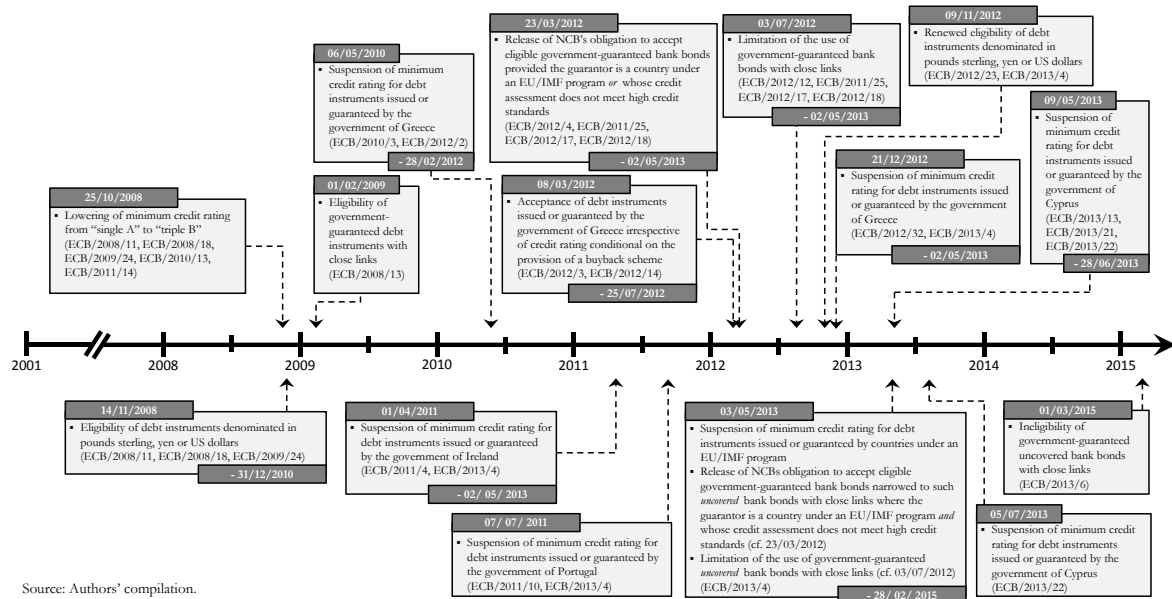 06/05/2010
▪ Suspension of minimum
credit rating for debt
instruments issued or
guaranteed by the
government of Greece
(ECB/2010/3, ECB/2012/2)
- 28/02/2012
23/03/2012
▪ Release of NCB's obligation to accept
eligible government-guaranteed bank bonds
provided the guarantor is a country under
an EU/IMF program or whose credit
assessment does not meet high credit
standards
(ECB/2012/4, ECB/2011/25,
ECB/2012/17, ECB/2012/18)
- 02/05/2013
03/07/2012
▪ Limitation of the use of
government-guaranteed bank
bonds with close links
(ECB/2012/12, ECB/2011/25,
ECB/2012/17, ECB/2012/18)
- 02/05/2013
09/11/2012
▪ Renewed eligibility of debt
instruments denominated in
pounds sterling, yen or US dollars
(ECB/2012/23, ECB/2013/4)
09/05/2013
▪ Suspension of
minimum credit
rating for debt
instruments issued
or guaranteed by
the government of
Cyprus
(ECB/2013/13,
ECB/2013/21,
ECB/2013/22)
- 28/06/2013
25/10/2008
▪ Lowering of minimum credit rating
from “single A” to “triple B”
(ECB/2008/11, ECB/2008/18,
ECB/2009/24, ECB/2010/13,
ECB/2011/14)
01/02/2009
▪ Eligibility of
government-
guaranteed debt
instruments with
close links
(ECB/2008/13)
08/03/2012
▪ Acceptance of debt instruments
issued or guaranteed by the
government of Greece irrespective
of credit rating conditional on the
provision of a buyback scheme
(ECB/2012/3, ECB/2012/14)
- 25/07/2012
21/12/2012
▪ Suspension of minimum credit
rating for debt instruments issued
or guaranteed by the government
of Greece
(ECB/2012/32, ECB/2013/4)
- 02/05/2013
2001 2008 2009 2010 2011 2012 2013 2014 2015
14/11/2008
▪ Eligibility of debt instruments denominated in
pounds sterling, yen or US dollars
(ECB/2008/11, ECB/2008/18, ECB/2009/24)
- 31/12/2010
01/04/2011
▪ Suspension of minimum credit rating for
debt instruments issued or guaranteed
by the government of Ireland
(ECB/2011/4, ECB/2013/4)
- 02/ 05/ 2013
07/ 07/ 2011
▪ Suspension of minimum credit rating for
debt instruments issued or guaranteed by
the government of Portugal
(ECB/2011/10, ECB/2013/4)
03/05/2013
▪ Suspension of minimum credit rating for debt
instruments issued or guaranteed by countries under an
EU/IMF program
▪ Release of NCBs obligation to accept eligible
government-guaranteed bank bonds narrowed to such
uncovered bank bonds with close links where the
guarantor is a country under an EU/IMF program and
whose credit assessment does not meet high credit
standards (cf. 23/03/2012)
▪ Limitation of the use of government-guaranteed
uncovered bank bonds with close links (cf. 03/07/2012)
(ECB/2013/4)
- 28/ 02/ 2015
01/03/2015
▪ Ineligibility of
government-guaranteed
uncovered bank bonds
with close links
(ECB/2013/6)
05/07/2013
▪ Suspension of minimum credit
rating for debt instruments
issued or guaranteed by the
government of Cyprus
(ECB/2013/22)
Source: Authors' compilation.